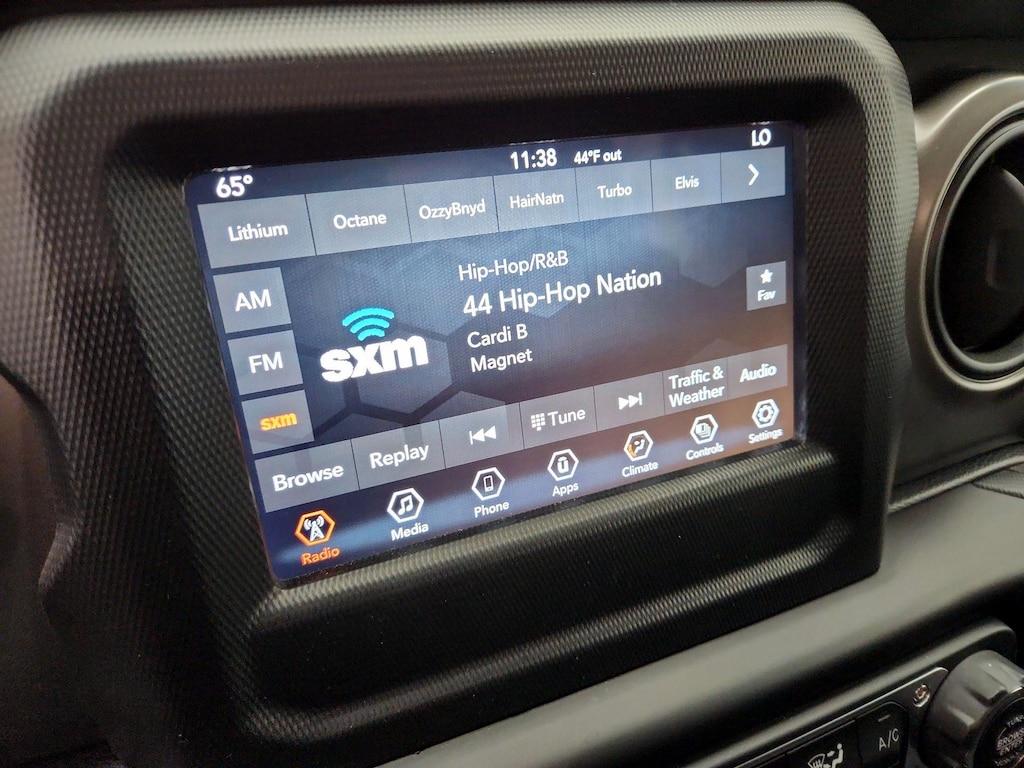 65°
11:38
44°F out
LO
Lithium
Octane
OzzyBnyd
HairNatn
Turbo
Elvis
AM
FM
sxm
sxm
Hip-Hop/R&B
44 Hip-Hop Nation
Cardi B
Magnet
Fav
Browse
Replay
Tune
Traffic &
Weather
Audio
Radio
Media
Phone
Apps
Climate
Controls
Settings
A/C